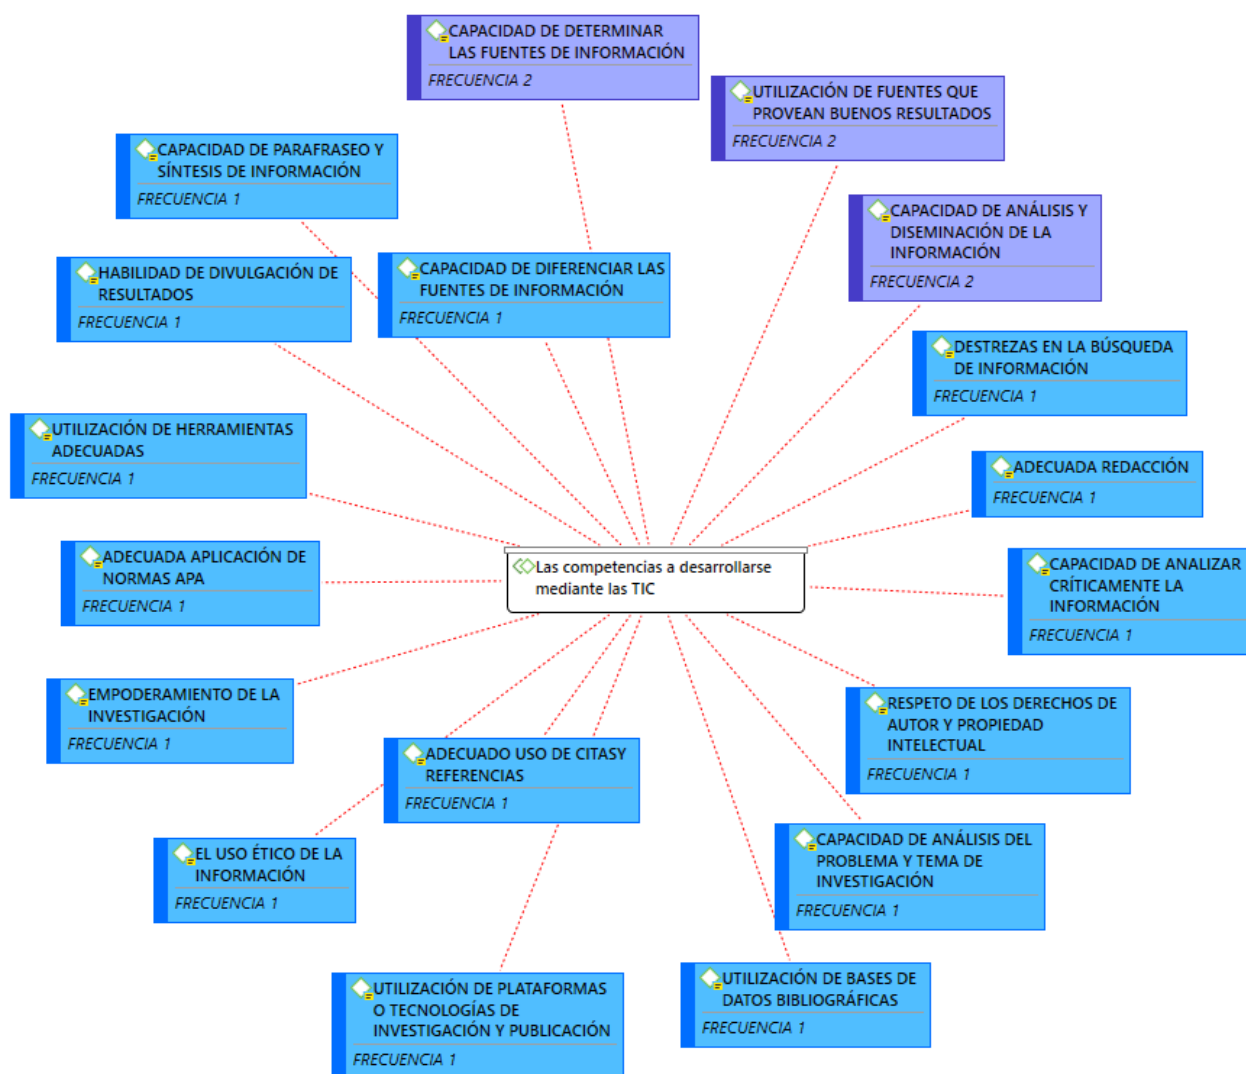 CAPACIDAD DE DETERMINAR
LAS FUENTES DE INFORMACIÓN
FRECUENCIA 2
UTILIZACIÓN DE FUENTES QUE
PROVEAN BUENOS RESULTADOS
FRECUENCIA 2
CAPACIDAD DE PARAFRASEO Y
SÍNTESIS DE INFORMACIÓN
FRECUENCIA 1
CAPACIDAD DE ANÁLISIS Y
DISEMINACIÓN DE LA
INFORMACIÓN
FRECUENCIA 2
HABILIDAD DE DIVULGACIÓN DE
RESULTADOS
FRECUENCIA 1
CAPACIDAD DE DIFERENCIAR LAS
FUENTES DE INFORMACIÓN
FRECUENCIA 1
DESTREZAS EN LA BÚSQUEDA
DE INFORMACIÓN
FRECUENCIA 1
UTILIZACIÓN DE HERRAMIENTAS
ADECUADAS
FRECUENCIA 1
ADECUADA REDACCIÓN
FRECUENCIA 1
ADECUADA APLICACIÓN DE
NORMAS APA
FRECUENCIA 1
Las competencias a desarrollarse
mediante las TIC
CAPACIDAD DE ANALIZAR
CRÍTICAMENTE LA
INFORMACIÓN
FRECUENCIA 1
EMPODERAMIENTO DE LA
INVESTIGACIÓN
FRECUENCIA 1
RESPETO DE LOS DERECHOS DE
AUTOR Y PROPIEDAD
INTELECTUAL
FRECUENCIA 1
ADECUADO USO DE CITASY
REFERENCIAS
FRECUENCIA 1
EL USO ÉTICO DE LA
INFORMACIÓN
FRECUENCIA 1
CAPACIDAD DE ANÁLISIS DEL
PROBLEMA Y TEMA DE
INVESTIGACIÓN
FRECUENCIA 1
UTILIZACIÓN DE PLATAFORMAS
O TECNOLOGÍAS DE
INVESTIGACIÓN Y PUBLICACIÓN
FRECUENCIA 1
UTILIZACIÓN DE BASES DE
DATOS BIBLIOGRÁFICAS
FRECUENCIA 1